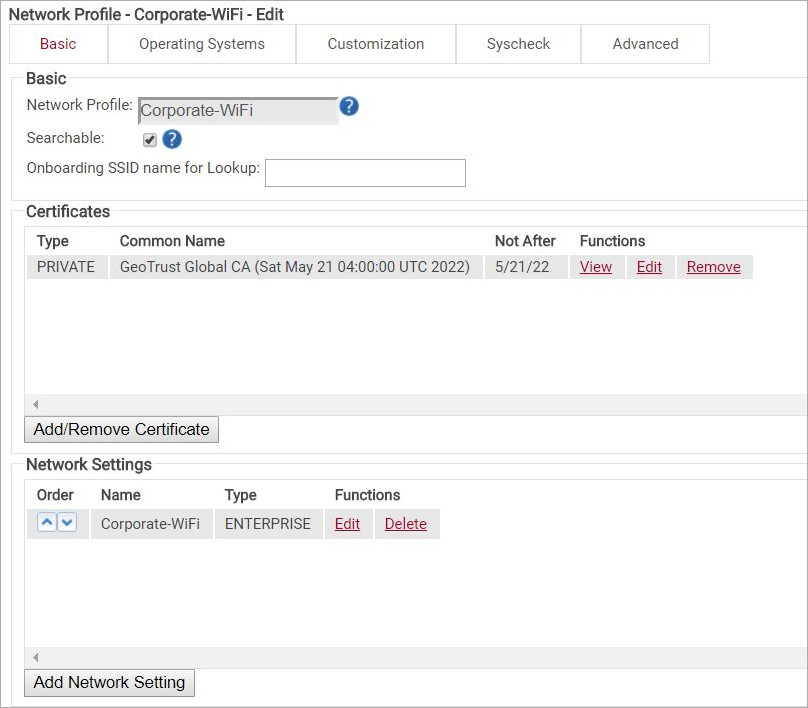 Network Profile - Corporate-WiFi - Edit
Basic Operating Systems Customization Syscheck Advanced
Basic
Network Profile: Corporate-WiFi ?
Searchable: ?
Onboarding SSID name for Lookup:
Certificates
Type Common Name Not After Functions
PRIVATE GeoTrust Global CA (Sat May 21 04:00:00 UTC 2022) 5/21/22 View Edit Remove
Add/Remove Certificate
Network Settings
Order Name Type Functions
Corporate-WiFi ENTERPRISE Edit Delete
Add Network Setting